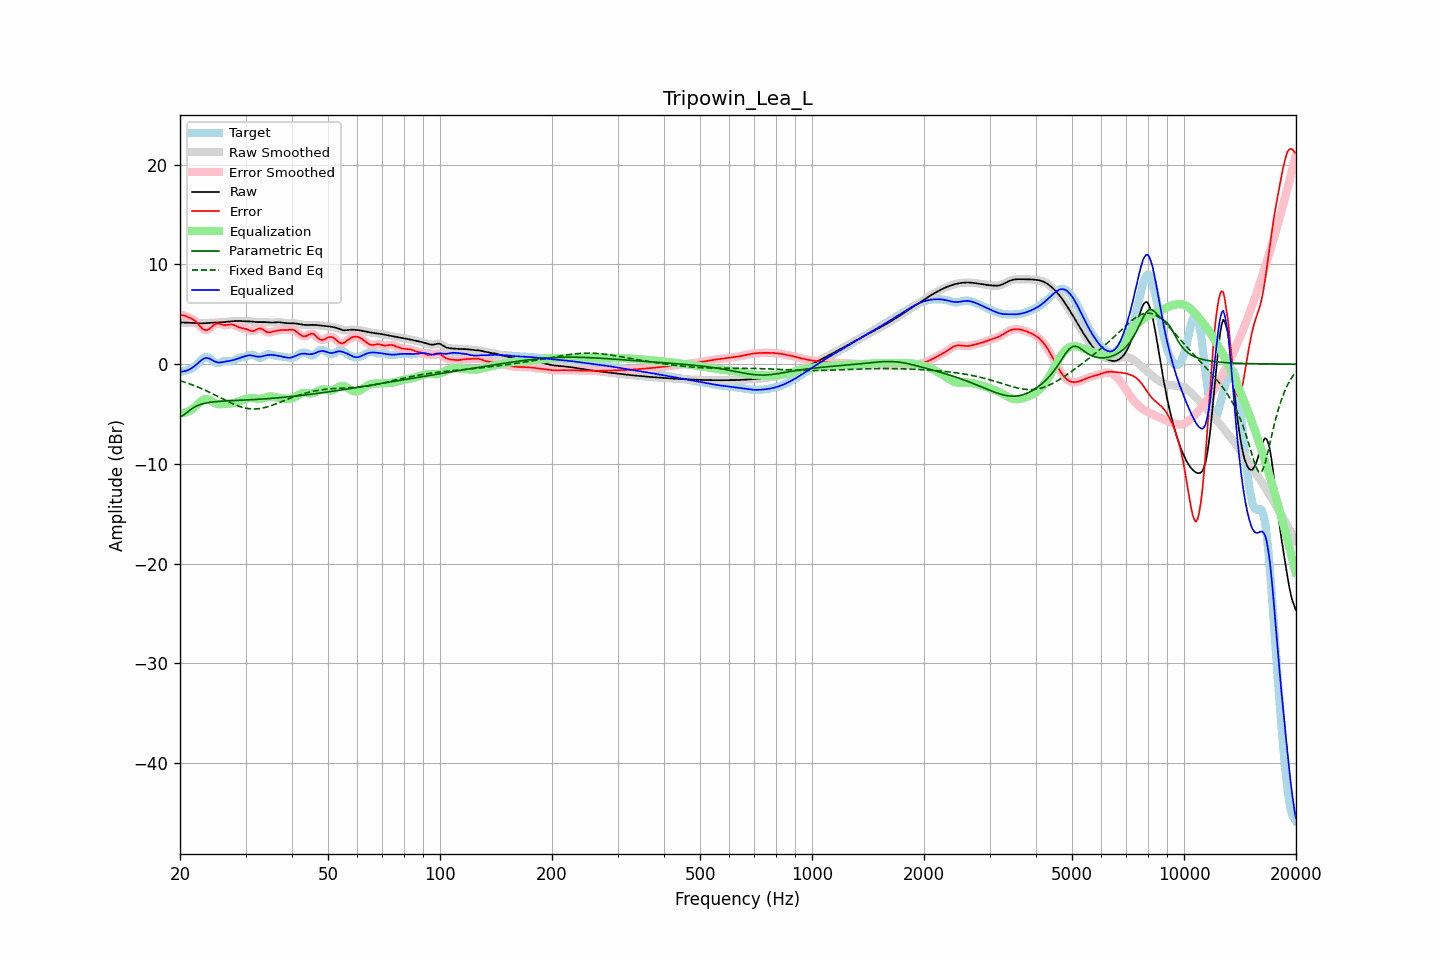 Tripowin_Lea_L
Target
Raw Smoothed
Error Smoothed
Raw
Error
Equalization
Parametric Eq
Fixed Band Eq
Equalized
20
10
0
−10
−20
−30
−40
Amplitude (dBr)
20
50
100
200
500
1000
2000
5000
10000
20000
Frequency (Hz)